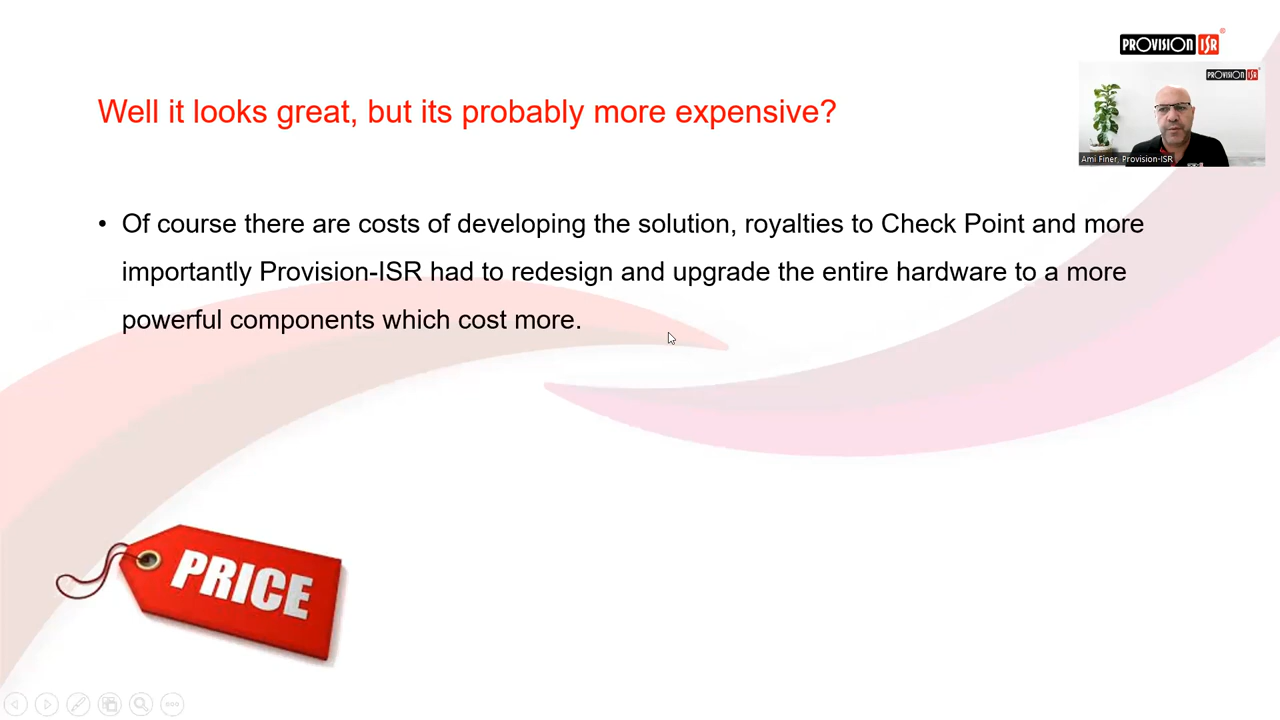 PROVISION ISR
PROVISION ISR
Well it looks great, but its probably more expensive?
Ami Finer, Provision-ISR
• Of course there are costs of developing the solution, royalties to Check Point and more
importantly Provision-ISR had to redesign and upgrade the entire hardware to a more
powerful components which cost more.
PRICE